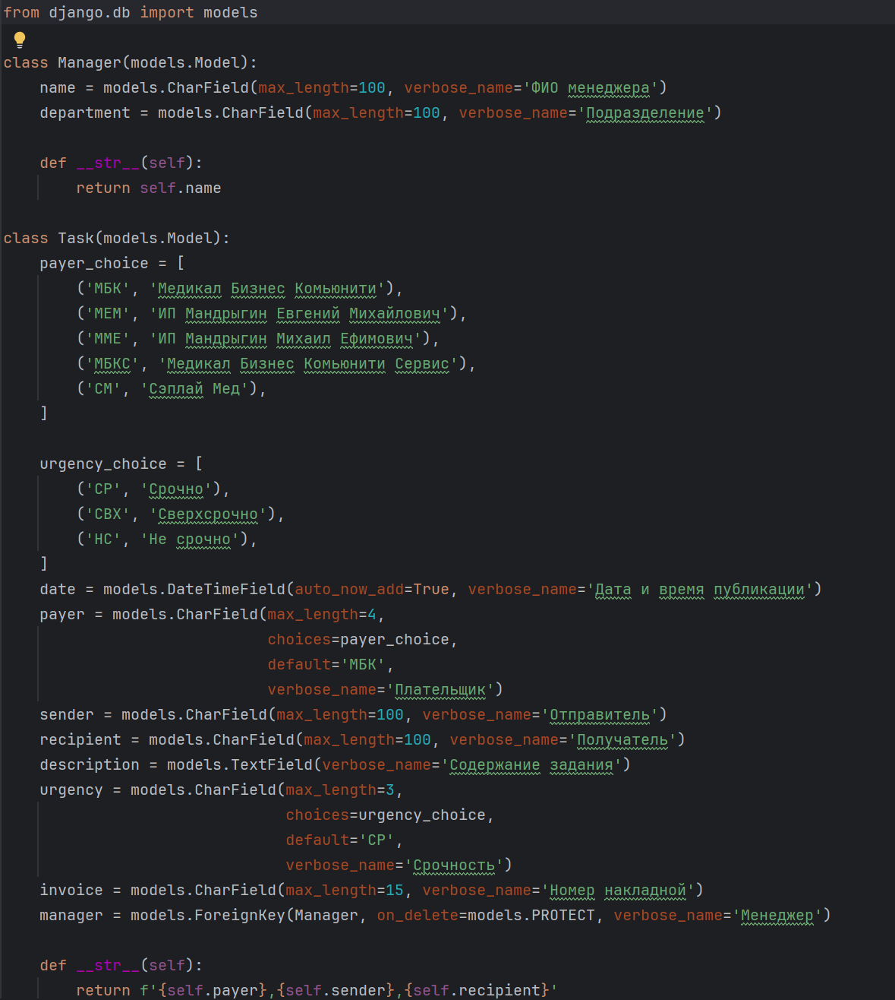 from django.db import models
class Manager(models.Model):
    name = models.CharField(max_length=100, verbose_name='ФИО менеджера')
    department = models.CharField(max_length=100, verbose_name='Подразделение')
    def __str__(self):
        return self.name
class Task(models.Model):
    payer_choice = [
        ('МБК', 'Медикал Бизнес Комьюнити'),
        ('МЕМ', 'ИП Мандрыгин Евгений Михайлович'),
        ('ММЕ', 'ИП Мандрыгин Михаил Ефимович'),
        ('МБКС', 'Медикал Бизнес Комьюнити Сервис'),
        ('СМ', 'Сэплай Мед'),
    ]
    urgency_choice = [
        ('СР', 'Срочно'),
        ('СВХ', 'Сверхсрочно'),
        ('НС', 'Не срочно'),
    ]
    date = models.DateTimeField(auto_now_add=True, verbose_name='Дата и время публикации')
    payer = models.CharField(max_length=4,
                             choices=payer_choice,
                             default='МБК',
                             verbose_name='Плательщик')
    sender = models.CharField(max_length=100, verbose_name='Отправитель')
    recipient = models.CharField(max_length=100, verbose_name='Получатель')
    description = models.TextField(verbose_name='Содержание задания')
    urgency = models.CharField(max_length=3,
                               choices=urgency_choice,
                               default='СР',
                               verbose_name='Срочность')
    invoice = models.CharField(max_length=15, verbose_name='Номер накладной')
    manager = models.ForeignKey(Manager, on_delete=models.PROTECT, verbose_name='Менеджер')
    def __str__(self):
        return f'{self.payer},{self.sender},{self.recipient}'